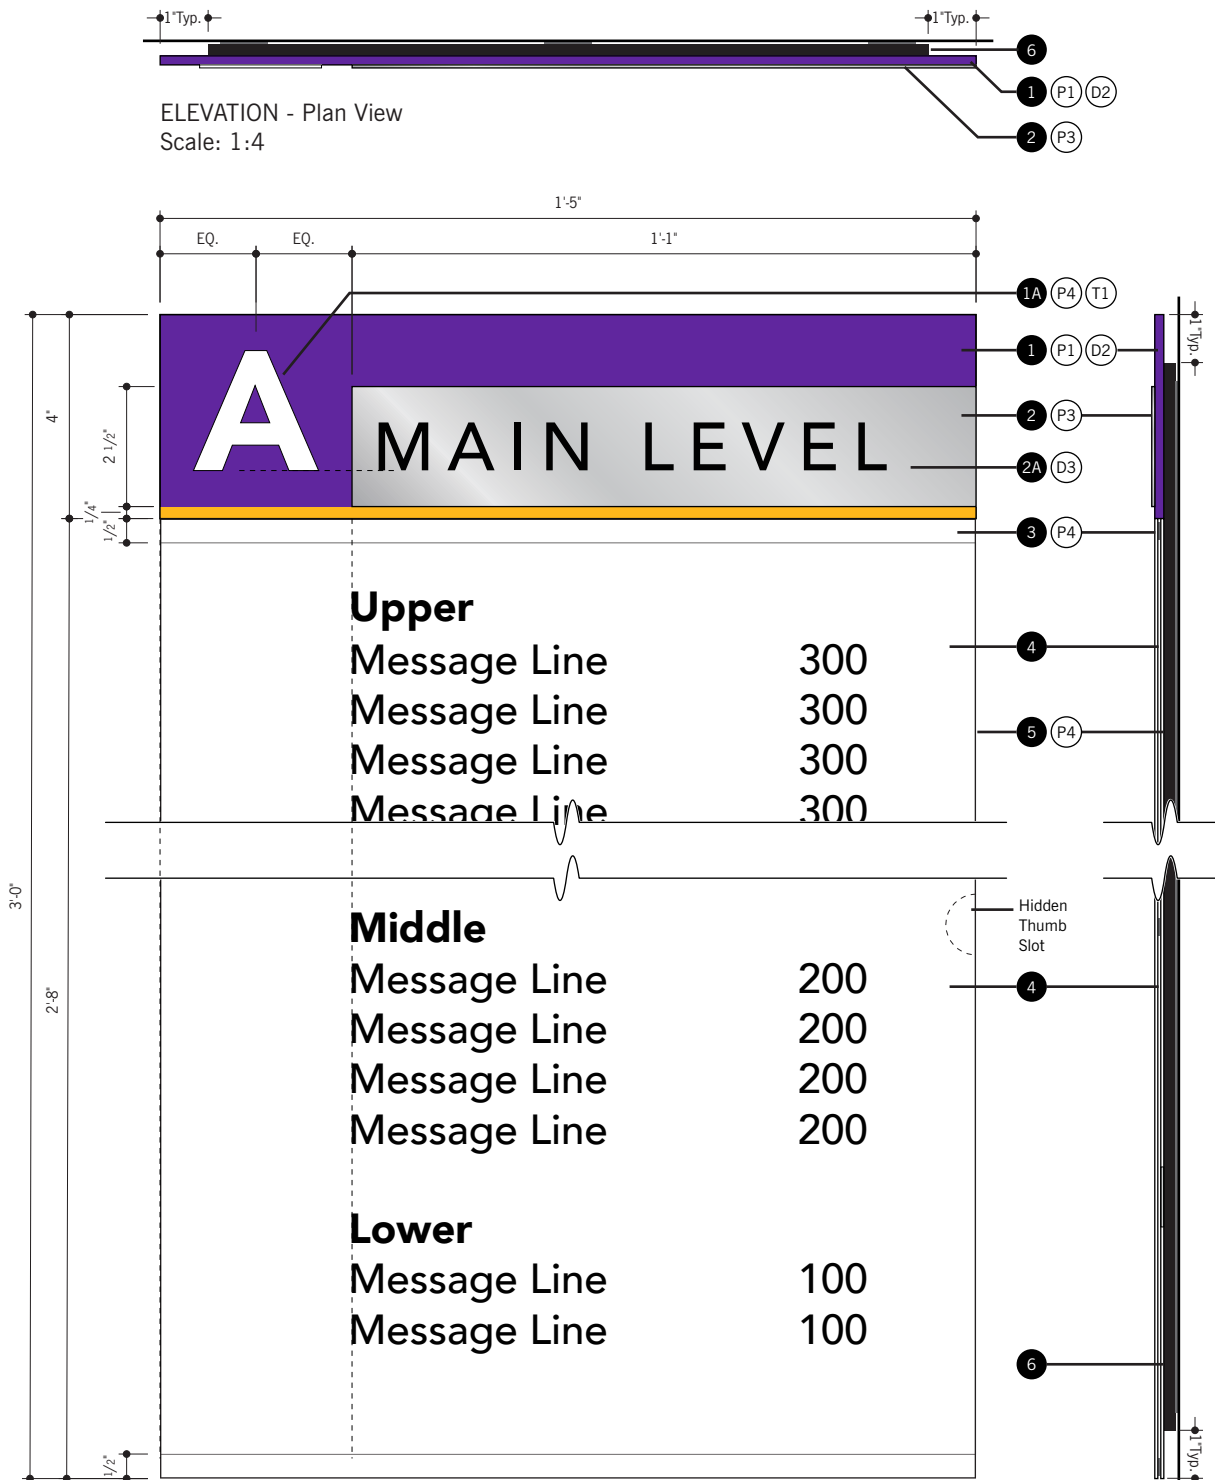 1"Typ.
1"Typ.
6
1 P1 D2
2 P3
ELEVATION - Plan View
Scale: 1:4
1'-5"
EQ.
EQ.
1'-1"
1A P4 T1
1 P1 D2
1"Typ.
2 P3
2A D3
4"
2 1/2"
1/4"
1/2"
A
MAIN LEVEL
3 P4
Upper
Message Line 300
Message Line 300
Message Line 300
Message Line 300
4
5 P4
3'-0"
2'-8"
Hidden
Thumb
Slot
4
Middle
Message Line 200
Message Line 200
Message Line 200
Message Line 200
Lower
Message Line 100
Message Line 100
6
1/2"
1"Typ.